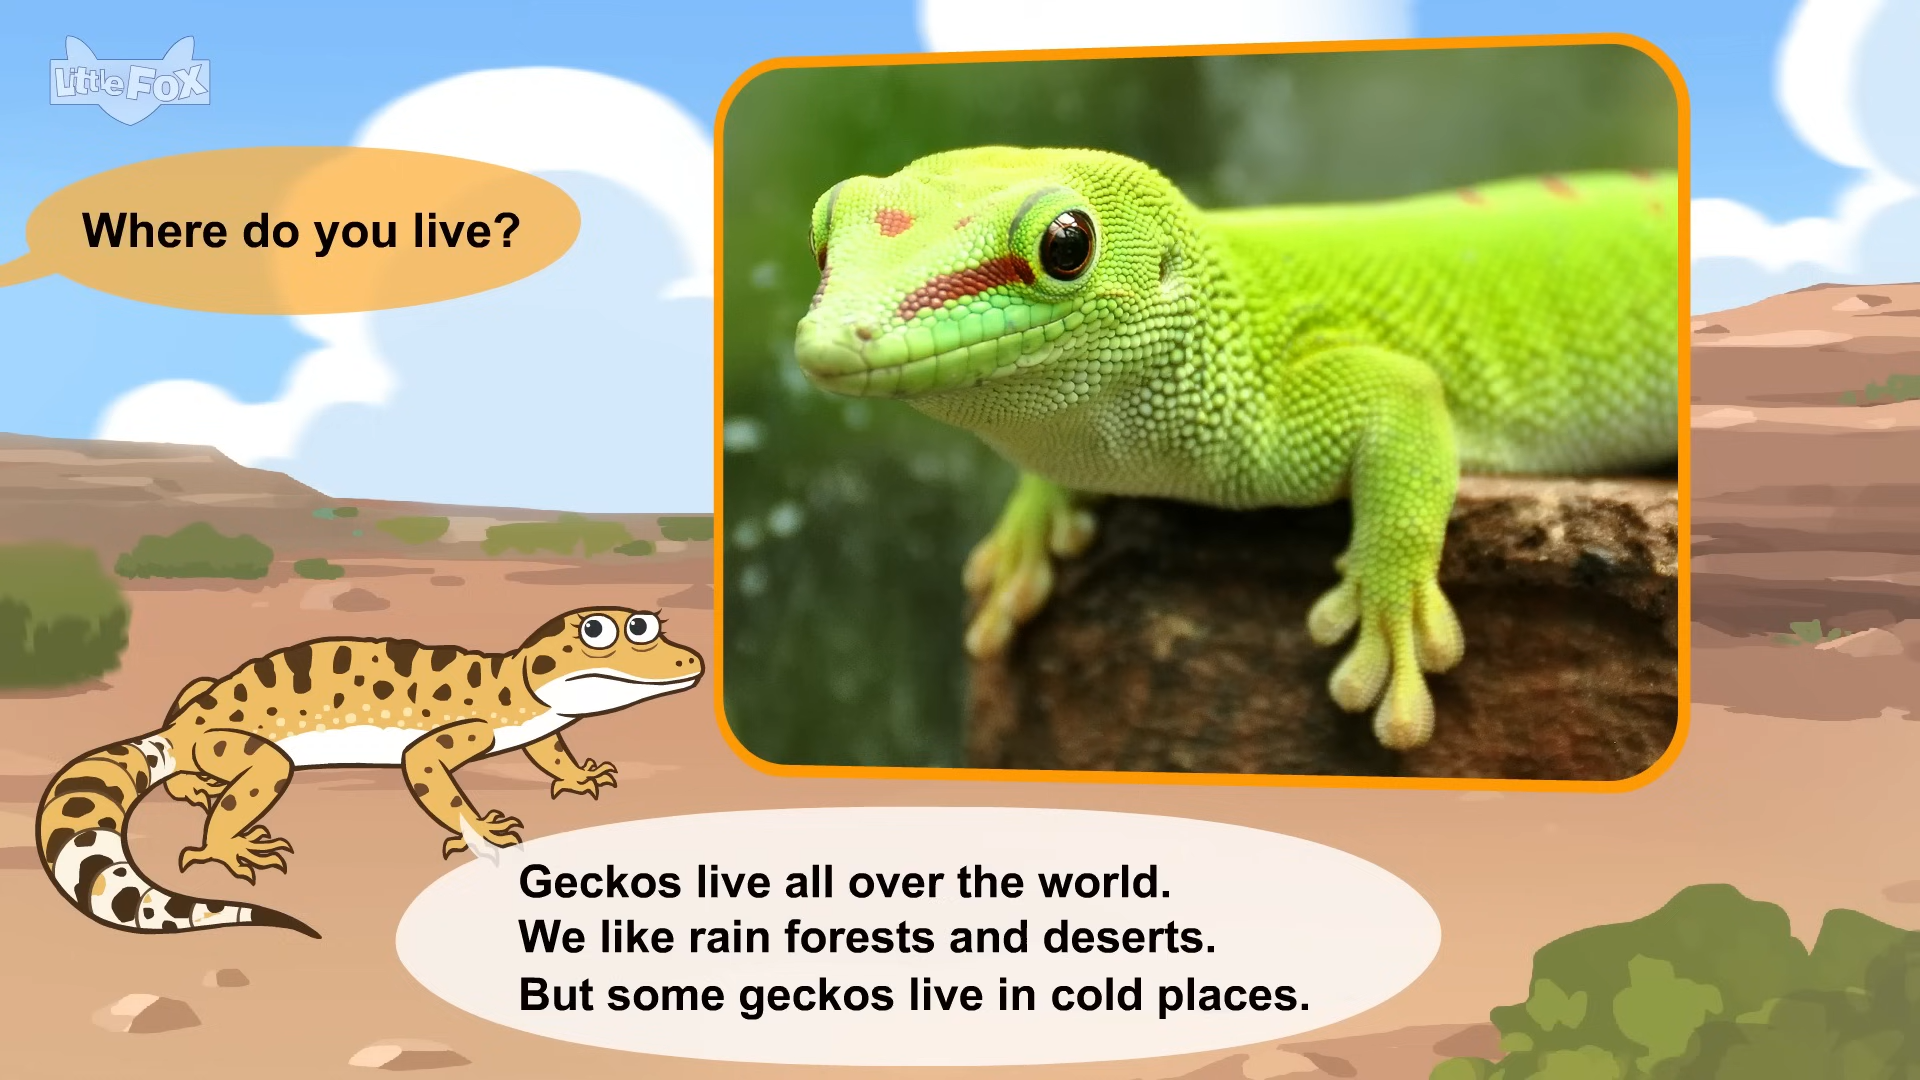 Little Fox
Where do you live?
Geckos live all over the world.
We like rain forests and deserts.
But some geckos live in cold places.